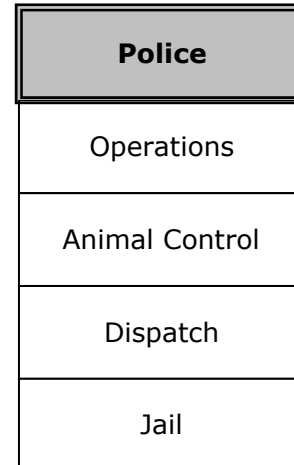 Police
Operations
Animal Control
Dispatch
Jail